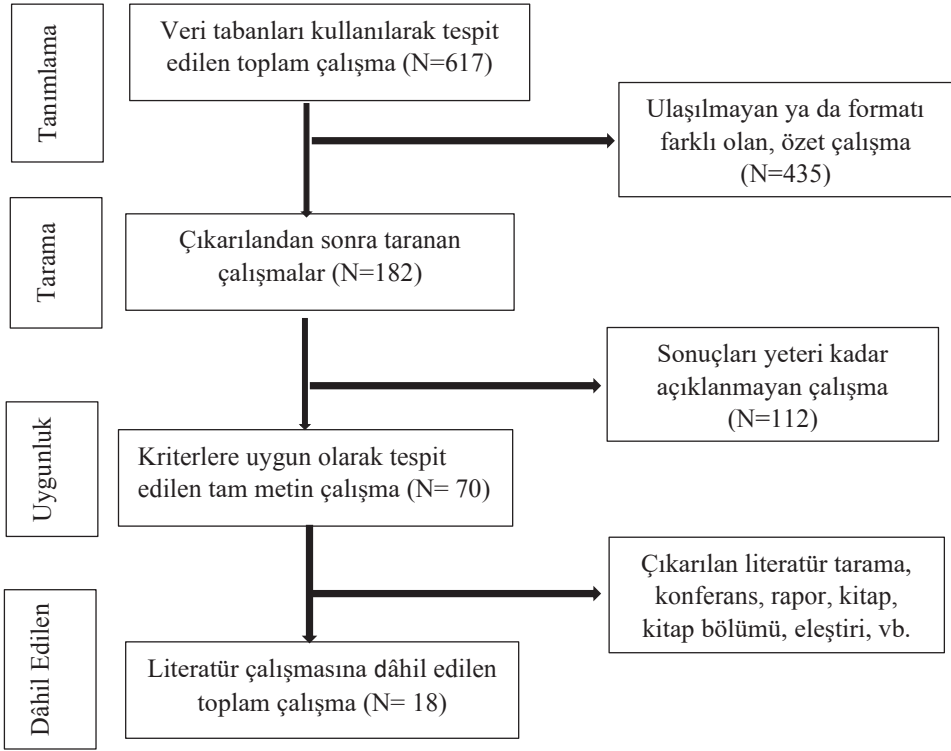 Tanımlama
Veri tabanları kullanılarak tespit
edilen toplam çalışma (N=617)
Ulaşılmayan ya da formatı
farklı olan, özet çalışma
(N=435)
Tarama
Çıkarılandan sonra taranan
çalışmalar (N=182)
Sonuçları yeteri kadar
açıklanmayan çalışma
(N=112)
Uygunluk
Kriterlere uygun olarak tespit
edilen tam metin çalışma (N= 70)
Çıkarılan literatür tarama,
konferans, rapor, kitap,
kitap bölümü, eleştiri, vb.
Dâhil Edilen
Literatür çalışmasına dâhil edilen
toplam çalışma (N= 18)